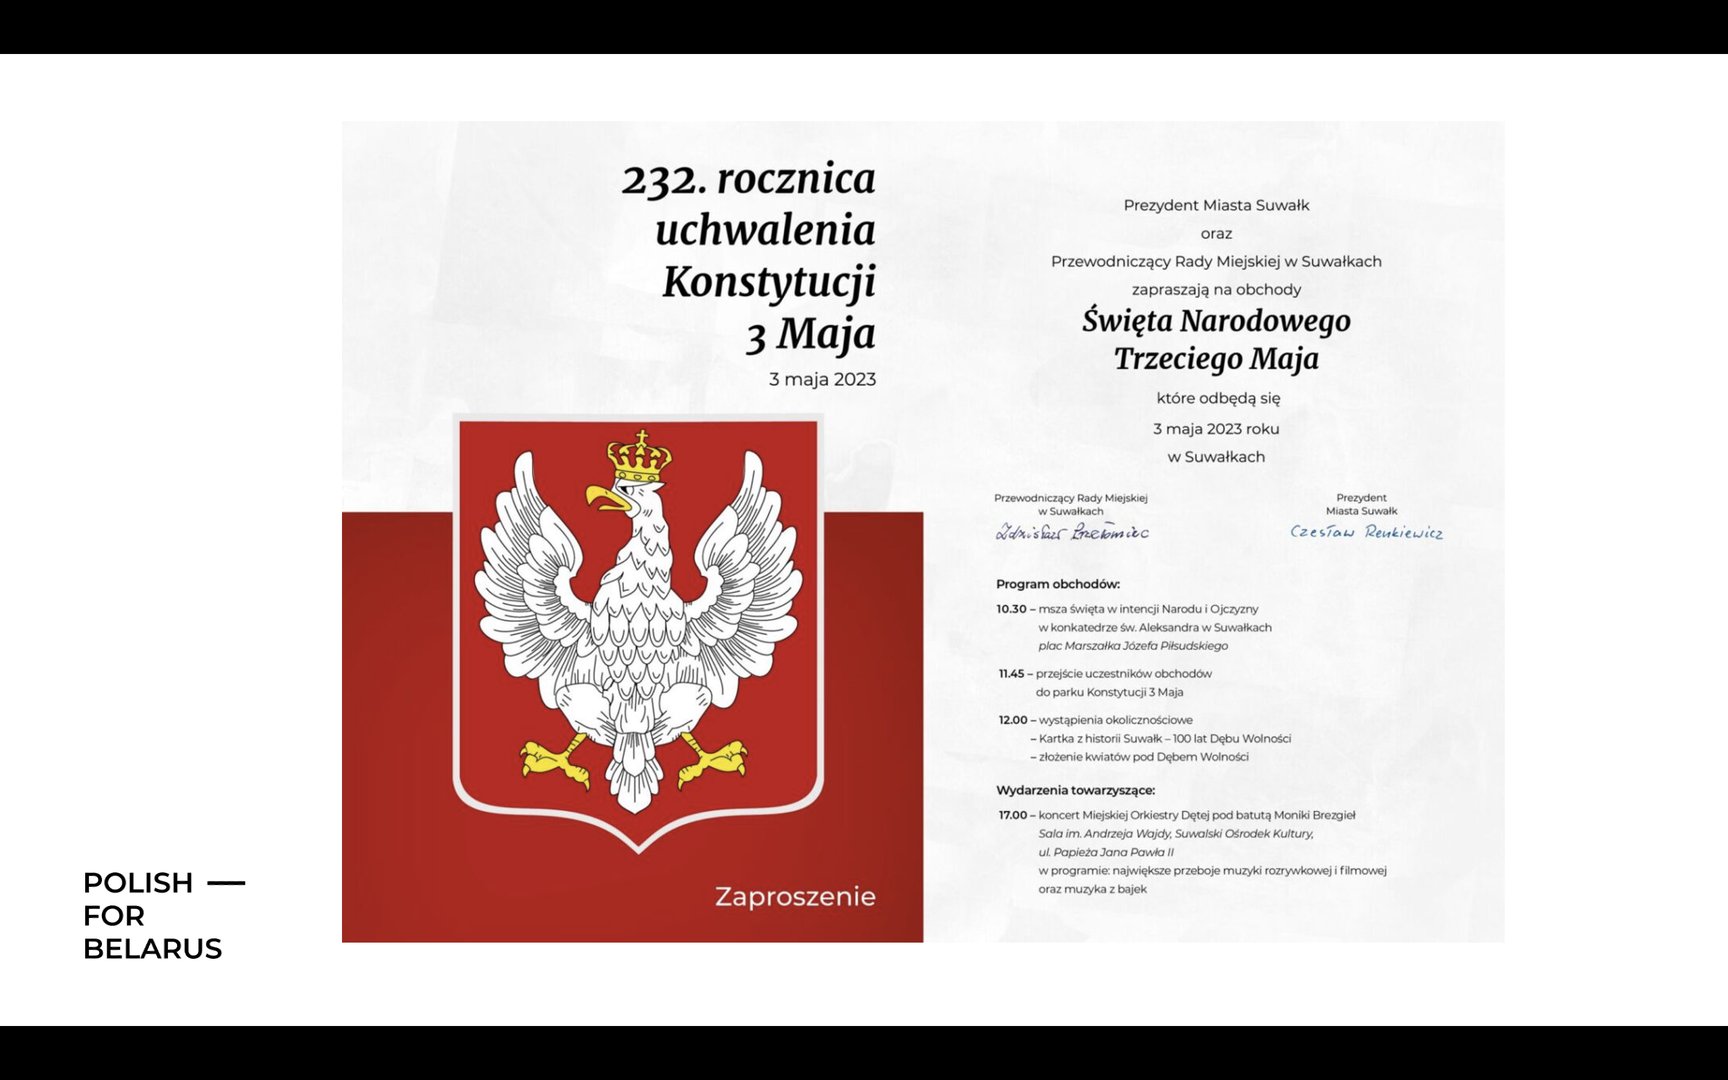 232. rocznica
uchwalenia
Konstytucji
3 Maja
3 maja 2023
Zaproszenie
Prezydent Miasta Suwałk
oraz
Przewodniczący Rady Miejskiej w Suwałkach
zapraszają na obchody
Święta Narodowego
Trzeciego Maja
które odbędą się
3 maja 2023 roku
w Suwałkach
Przewodniczący Rady Miejskiej
w Suwałkach
Zdzisław Przełomiec
Prezydent
Miasta Suwałk
Czesław Renkiewicz
Program obchodów:
10.30 – msza święta w intencji Narodu i Ojczyzny
w konkatedrze św. Aleksandra w Suwałkach
plac Marszałka Józefa Piłsudskiego
11.45 – przejście uczestników obchodów
do parku Konstytucji 3 Maja
12.00 – wystąpienia okolicznościowe
– Kartka z historii Suwałk – 100 lat Dębu Wolności
– złożenie kwiatów pod Dębem Wolności
Wydarzenia towarzyszące:
17.00 – koncert Miejskiej Orkiestry Dętej pod batutą Moniki Brezgieł
Sala im. Andrzeja Wajdy, Suwalski Ośrodek Kultury,
ul. Papieża Jana Pawła II
w programie: największe przeboje muzyki rozrywkowej i filmowej
oraz muzyka z bajek
POLISH —
FOR
BELARUS